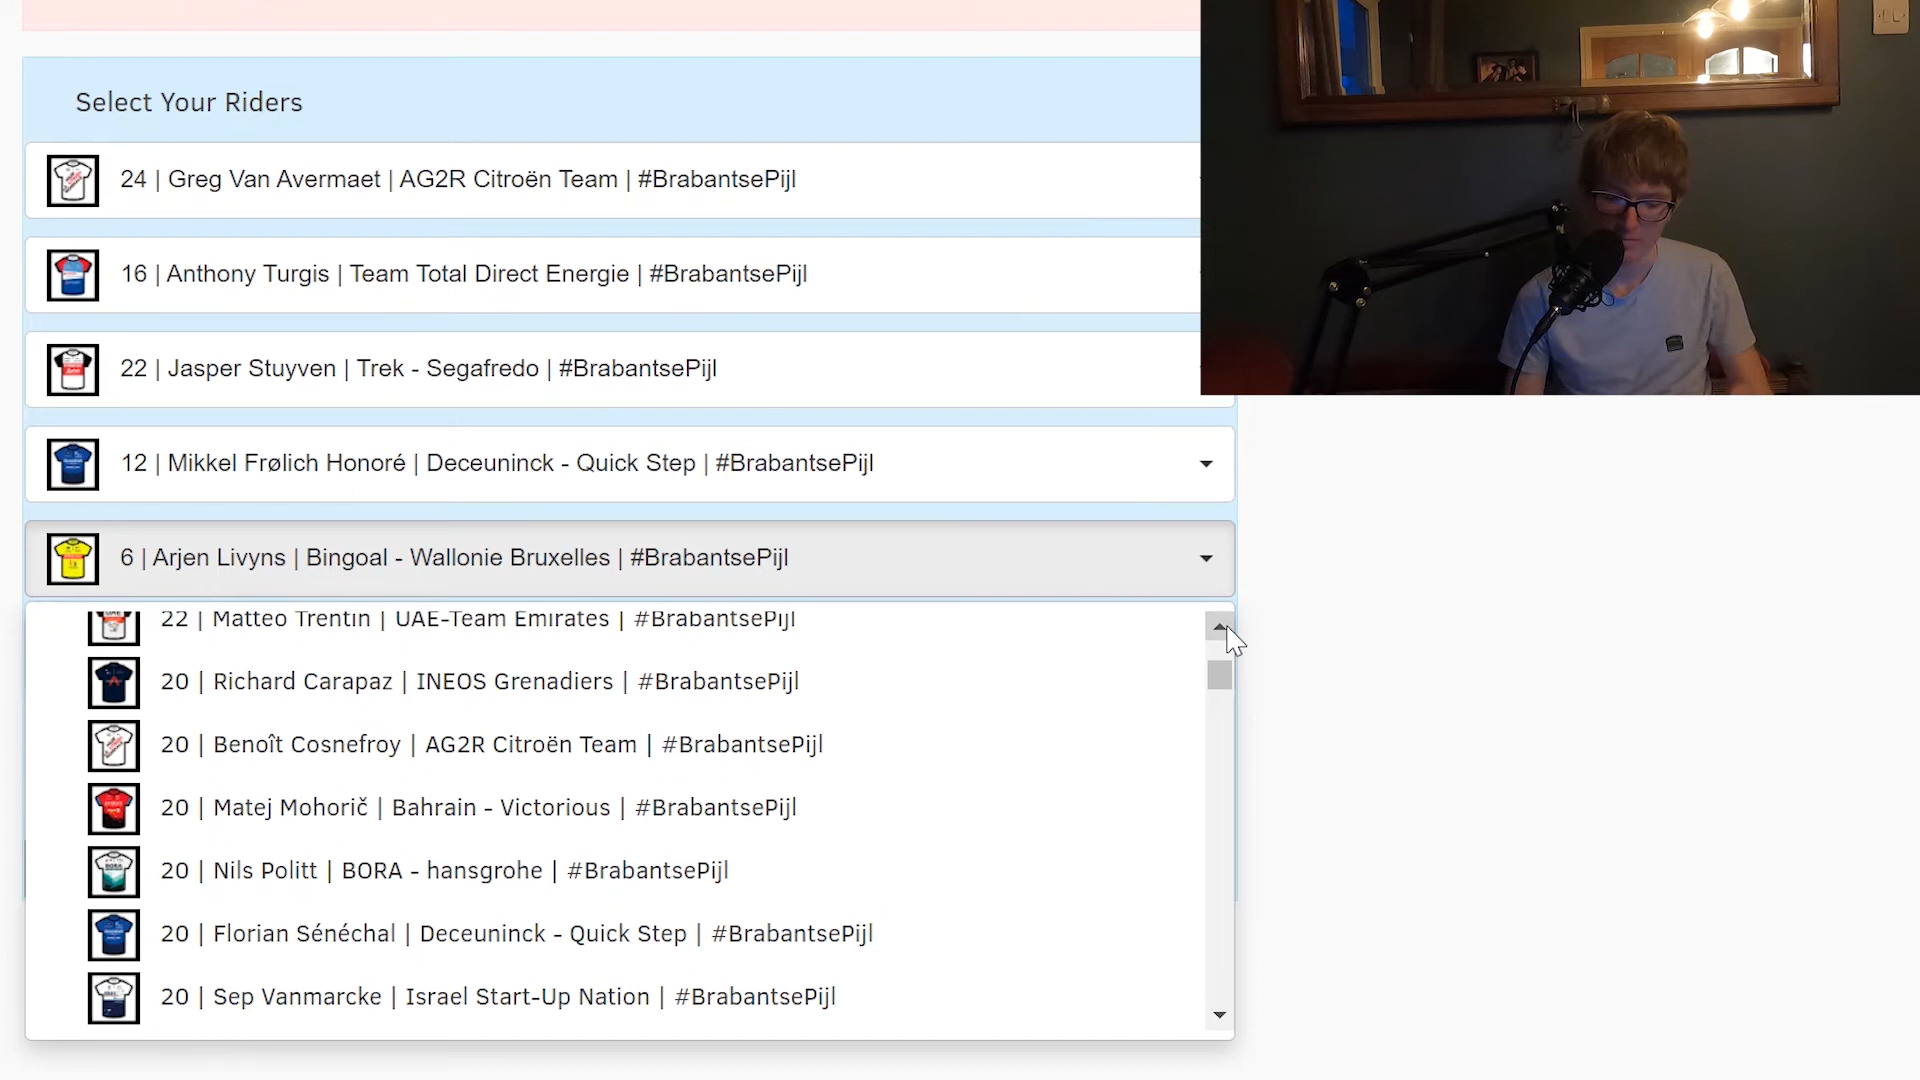 Select Your Riders
24 | Greg Van Avermaet | AG2R Citroën Team | #BrabantsePijl
16 | Anthony Turgis | Team Total Direct Energie | #BrabantsePijl
22 | Jasper Stuyven | Trek - Segafredo | #BrabantsePijl
12 | Mikkel Frølich Honoré | Deceuninck - Quick Step | #BrabantsePijl
6 | Arjen Livyns | Bingoal - Wallonie Bruxelles | #BrabantsePijl
22 | Matteo Trentin | UAE-Team Emirates | #BrabantsePijl
20 | Richard Carapaz | INEOS Grenadiers | #BrabantsePijl
20 | Benoît Cosnefroy | AG2R Citroën Team | #BrabantsePijl
20 | Matej Mohorič | Bahrain - Victorious | #BrabantsePijl
20 | Nils Politt | BORA - hansgrohe | #BrabantsePijl
20 | Florian Sénéchal | Deceuninck - Quick Step | #BrabantsePijl
20 | Sep Vanmarcke | Israel Start-Up Nation | #BrabantsePijl